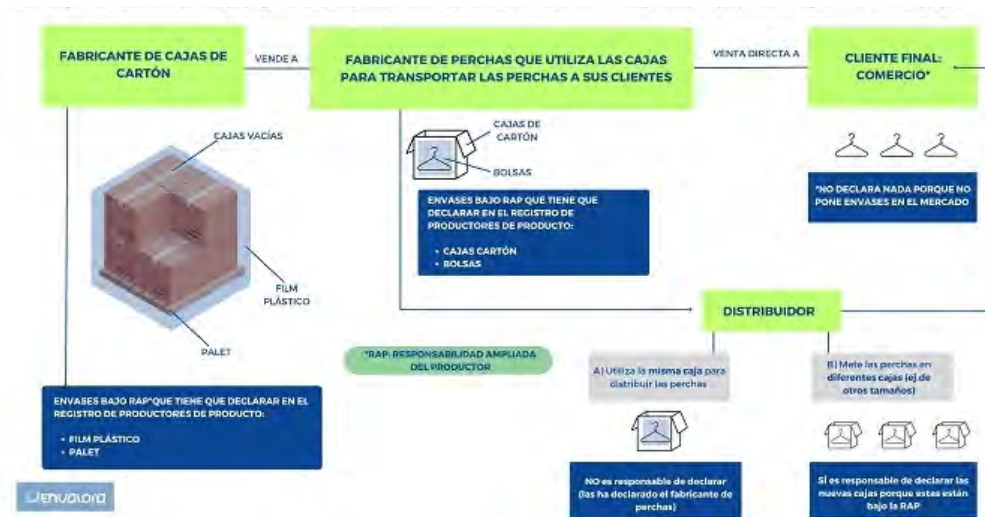 FABRICANTE DE CAJAS DE
CARTÓN
VENDE A
FABRICANTE DE PERCHAS QUE UTILIZA LAS CAJAS
PARA TRANSPORTAR LAS PERCHAS A SUS CLIENTES
VENTA DIRECTA A
CLIENTE FINAL:
COMERCIO*
CAJAS VACÍAS
FILM
PLÁSTICO
PALET
ENVASES BAJO RAP*QUE TIENE QUE DECLARAR EN EL
REGISTRO DE PRODUCTORES DE PRODUCTO:
• FILM PLÁSTICO
• PALET
CAJAS DE
CARTÓN
BOLSAS
ENVASES BAJO RAP QUE TIENE QUE
DECLARAR EN EL REGISTRO DE
PRODUCTORES DE PRODUCTO:
• CAJAS CARTÓN
• BOLSAS
*NO DECLARA NADA PORQUE NO
PONE ENVASES EN EL MERCADO
*RAP: RESPONSABILIDAD AMPLIADA
DEL PRODUCTOR
DISTRIBUIDOR
A) Utiliza la misma caja para
distribuir las perchas
NO es responsable de declarar
(las ha declarado el fabricante de
perchas)
B) Mete las perchas en
diferentes cajas (ej.de
otros tamaños)
SÍ es responsable de declarar las
nuevas cajas porque estas están
bajo la RAP
envalora